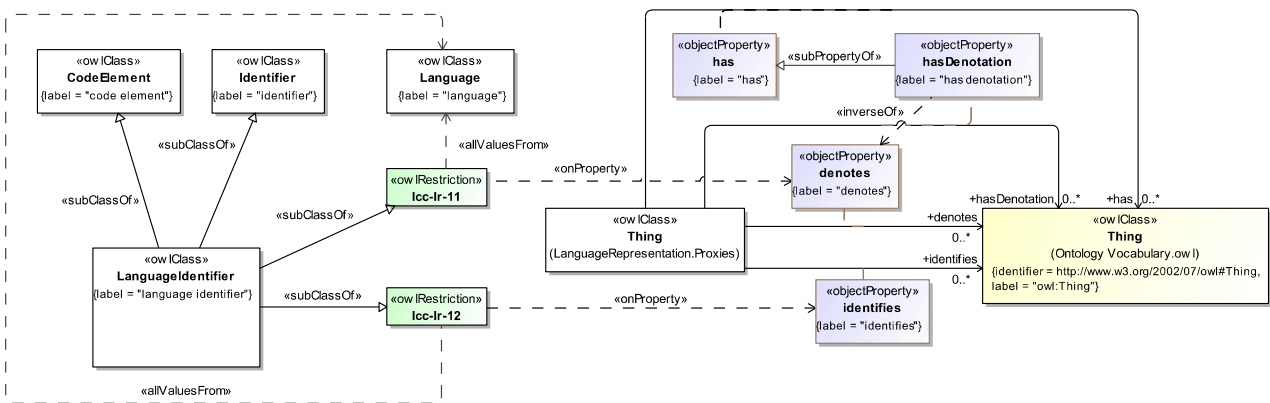 «owlClass»
CodeElement
{label = "code element"}
«owlClass»
Identifier
{label = "identifier"}
«owlClass»
Language
{label = "language"}
«objectProperty»
has
{label = "has"}
«subPropertyOf»
«objectProperty»
hasDenotation
{label = "has denotation"}
«inverseOf»
«subClassOf»
«allValuesFrom»
«onProperty»
«objectProperty»
denotes
{label = "denotes"}
«owlRestriction»
lcc-lr-11
«subClassOf»
«subClassOf»
+hasDenotation 0..*
+has 0..*
«owlClass»
Thing
(LanguageRepresentation.Proxies)
+denotes
0..*
+identifies
0..*
«owlClass»
Thing
(Ontology Vocabulary.owl)
{identifier = http://www.w3.org/2002/07/owl#Thing,
label = "owl:Thing"}
«owlClass»
LanguageIdentifier
{label = "language identifier"}
«subClassOf»
«owlRestriction»
lcc-lr-12
«onProperty»
«objectProperty»
identifies
{label = "identifies"}
«allValuesFrom»